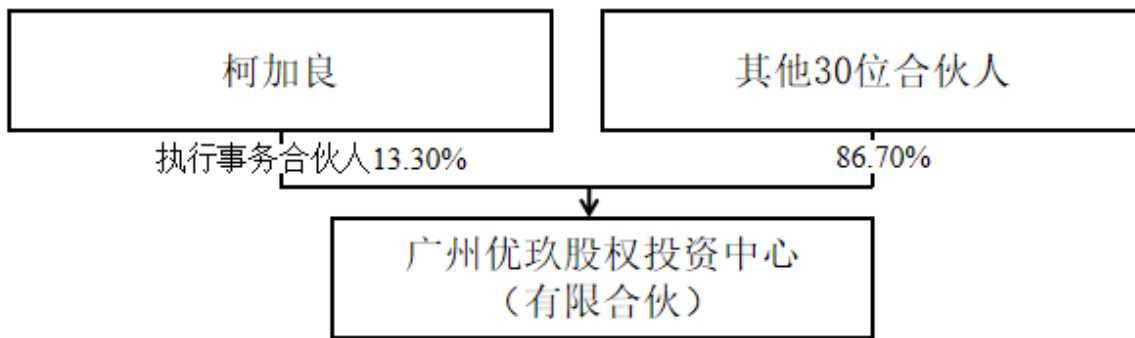 柯加良
其他30位合伙人
执行事务合伙人13.30%
86.70%
广州优玖股权投资中心
（有限合伙）